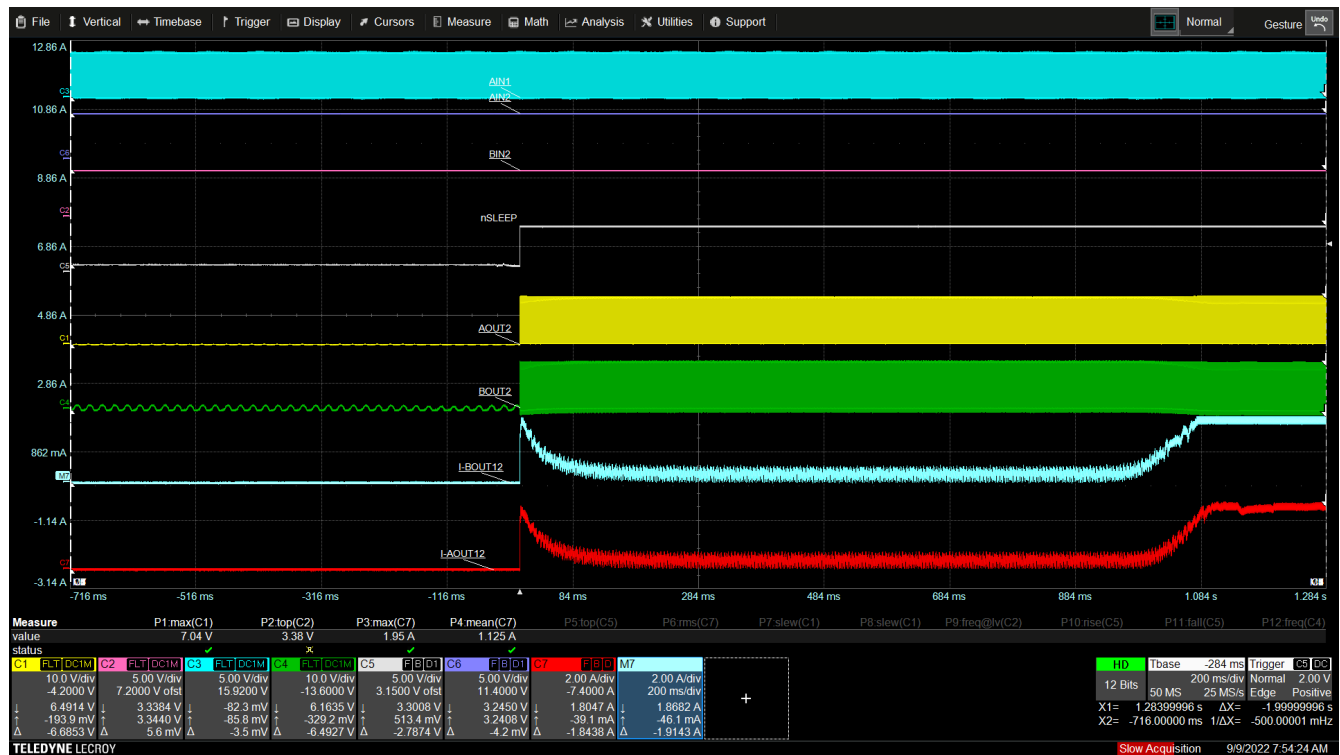 File Vertical Timebase Trigger Display Cursors Measure Math Analysis Utilities Support Normal Gesture Undo
12.86 A
AIN1
C3
AIN2
10.86 A
C6
BIN2
8.86 A
C2
nSLEEP
6.86 A
C5
4.86 A
AOUT2
C1
2.86 A
BOUT2
C4
862 mA
I-BOUT12
M7
-1.14 A
I-AOUT12
C7
-3.14 A
-716 ms -516 ms -316 ms -116 ms 84 ms 284 ms 484 ms 684 ms 884 ms 1.084 s 1.284 s
Measure P1:max(C1) P2:top(C2) P3:max(C7) P4:mean(C7) P5:top(C5) P6:rms(C7) P7:slew(C1) P8:slew(C1) P9:freq@lv(C2) P10:rise(C5) P11:fall(C5) P12:freq(C4)
value 7.04 V 3.38 V 1.95 A 1.125 A
status
C1 FLT DC1M C2 FLT DC1M C3 FLT DC1M C4 FLT DC1M C5 F B D1 C6 F B D1 C7 F B D M7 HD Tbase -284 ms Trigger C5 DC
10.0 V/div 5.00 V/div 5.00 V/div 10.0 V/div 5.00 V/div 5.00 V/div 2.00 A/div 2.00 A/div 12 Bits 200 ms/div Normal 2.00 V
-4.2000 V 7.2000 V ofst 15.9200 V -13.6000 V 3.1500 V ofst 11.4000 V -7.4000 A 200 ms/div 50 MS 25 MS/s Edge Positive
↓ 6.4914 V ↓ 3.3384 V ↓ -82.3 mV ↓ 6.1635 V ↓ 3.3008 V ↓ 3.2450 V ↓ 1.8047 A ↓ 1.8682 A X1= 1.28399996 s ΔX= -1.99999996 s
↑ -193.9 mV ↑ 3.3440 V ↑ -85.8 mV ↑ -329.2 mV ↑ 513.4 mV ↑ 3.2408 V ↑ -39.1 mA ↑ -46.1 mA X2= -716.00000 ms 1/ΔX= -500.00001 mHz
Δ -6.6853 V Δ 5.6 mV Δ -3.5 mV Δ -6.4927 V Δ -2.7874 V Δ -4.2 mV Δ -1.8438 A Δ -1.9143 A
TELEDYNE LECROY Slow Acquisition 9/9/2022 7:54:24 AM